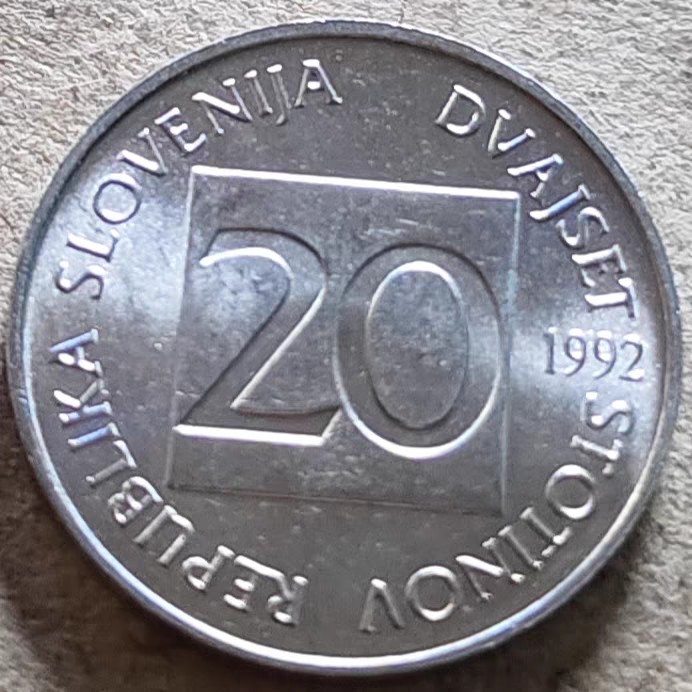 REPUBLIKA SLOVENIJA
DVAJSET STOTINOV
20
1992